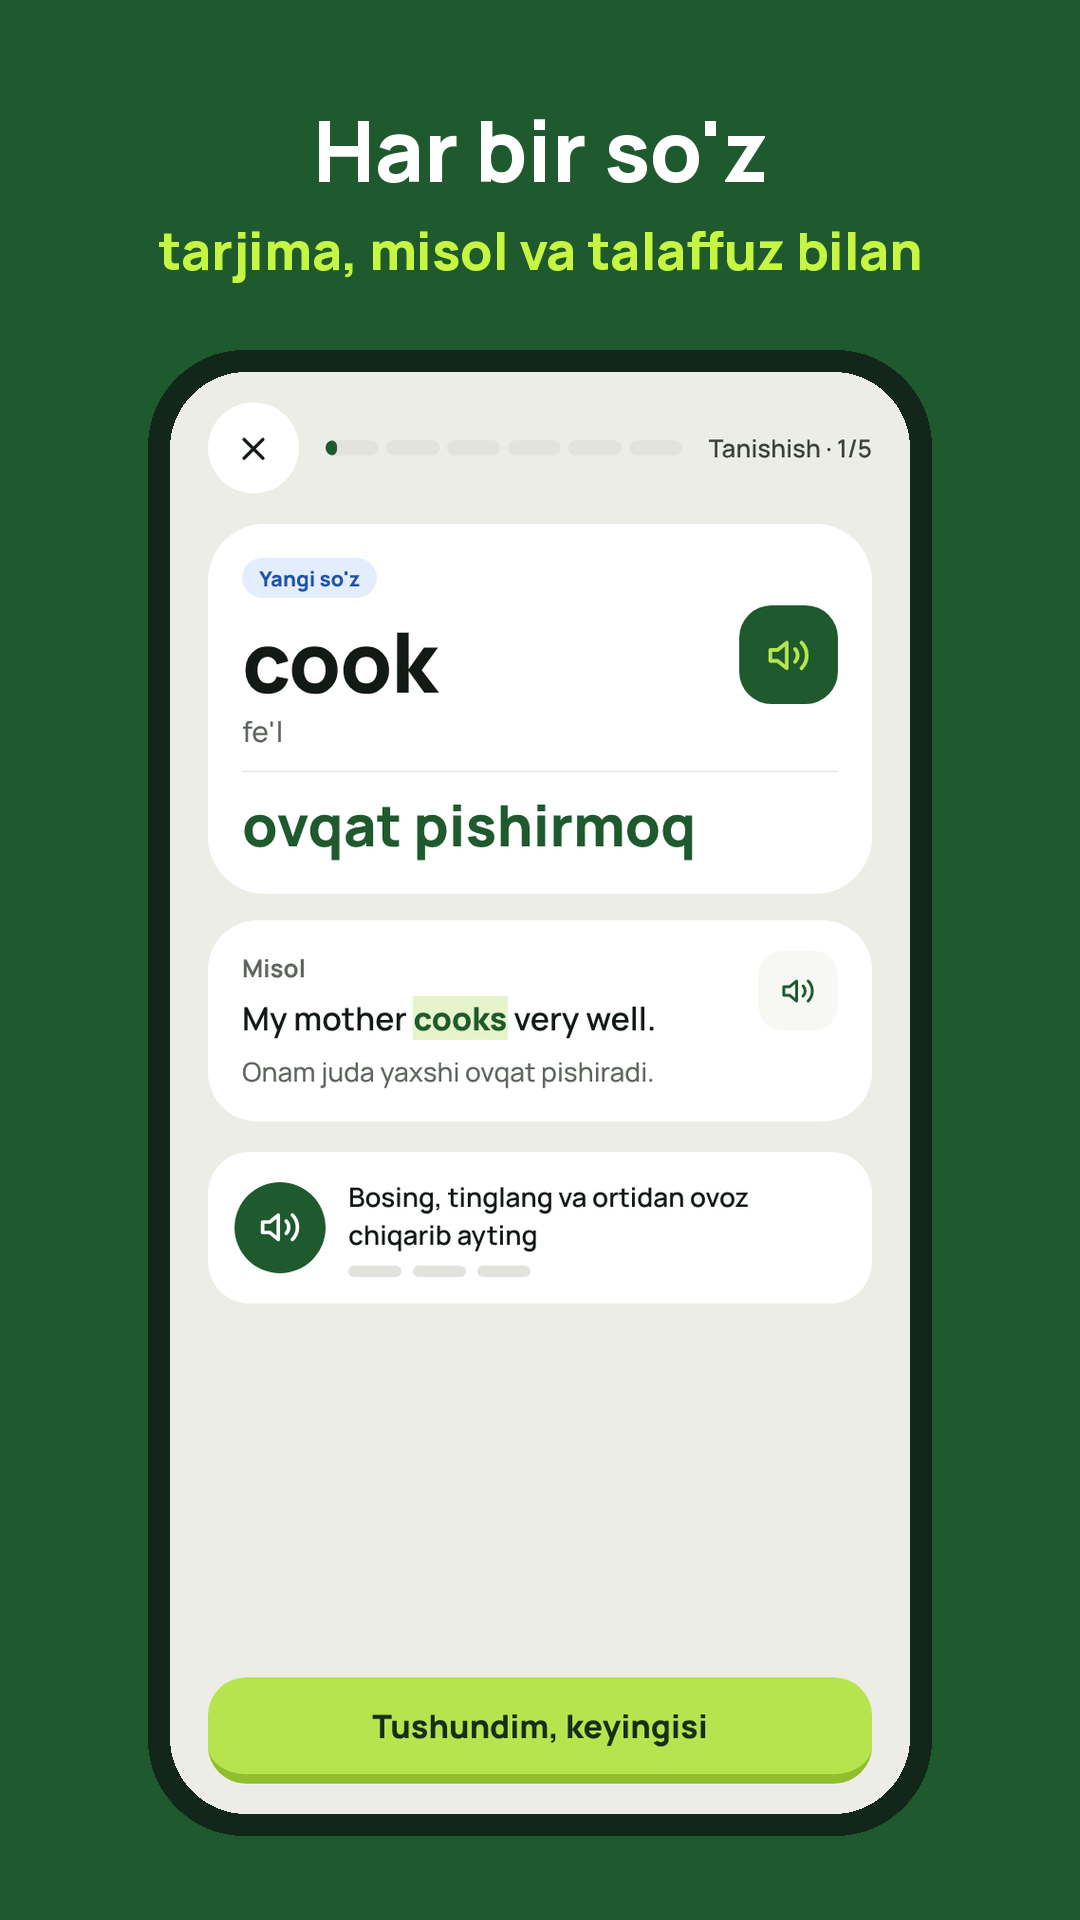 Har bir so'z
tarjima, misol va talaffuz bilan
Tanishish · 1/5
Yangi so'z
cook
fe'l
ovqat pishirmoq
Misol
My mother cooks very well.
Onam juda yaxshi ovqat pishiradi.
Bosing, tinglang va ortidan ovoz
chiqarib ayting
Tushundim, keyingisi